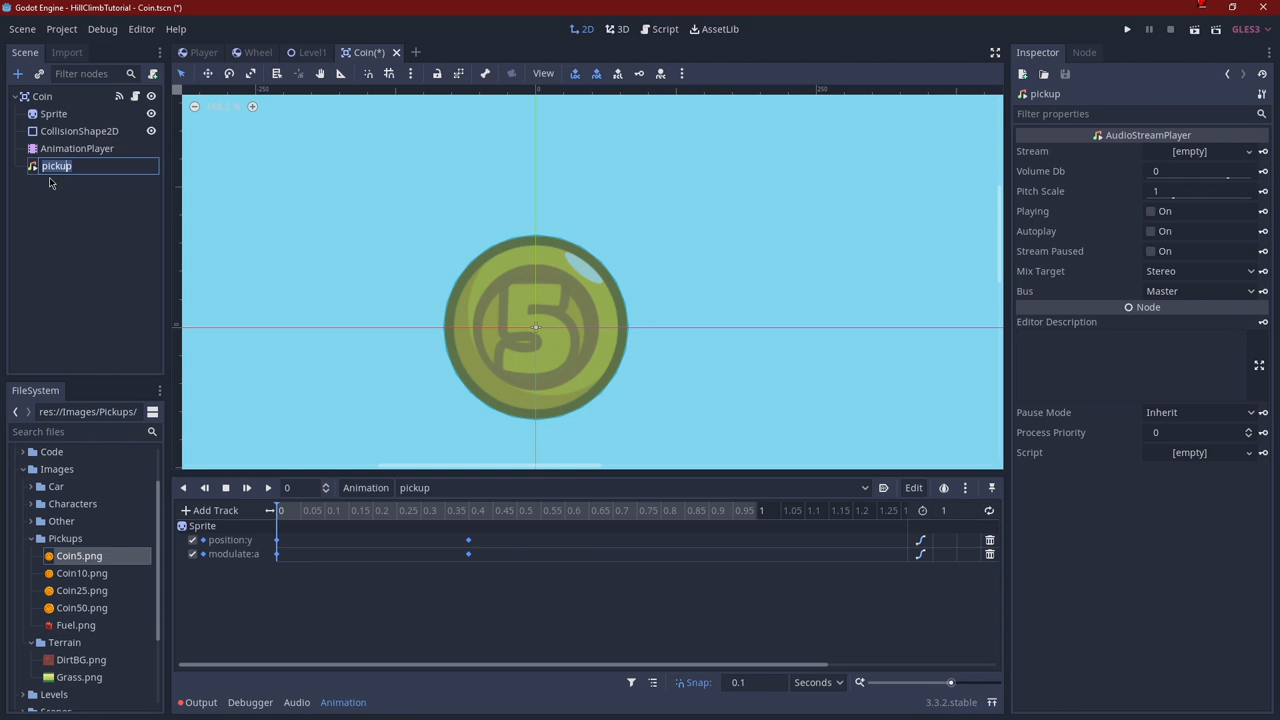 Godot Engine - HillClimbTutorial - Coin.tscn (*)
Scene Project Debug Editor Help
2D 3D Script AssetLib
GLES3
Scene Import
Player Wheel Level1 Coin(*)
Inspector Node
Filter nodes
View
pickup
Coin
-250 0 250
Filter properties
Sprite
CollisionShape2D
AudioStreamPlayer
AnimationPlayer
Stream [empty]
pickup
Volume Db 0
Pitch Scale 1
Playing On
Autoplay On
Stream Paused On
Mix Target Stereo
Bus Master
Node
5
Editor Description
FileSystem
res://Images/Pickups/
Pause Mode Inherit
Search files
Process Priority 0
Code
Script [empty]
Images
Car
0 Animation pickup Edit
Characters
Add Track 0 0.05 0.1 0.15 0.2 0.25 0.3 0.35 0.4 0.45 0.5 0.55 0.6 0.65 0.7 0.75 0.8 0.85 0.9 0.95 1 1.05 1.1 1.15 1.2 1.25 1
Other
Sprite
Pickups
position:y
Coin5.png
modulate:a
Coin10.png
Coin25.png
Coin50.png
Fuel.png
Terrain
DirtBG.png
Grass.png
Snap: 0.1 Seconds
Levels
Output Debugger Audio Animation
3.3.2.stable